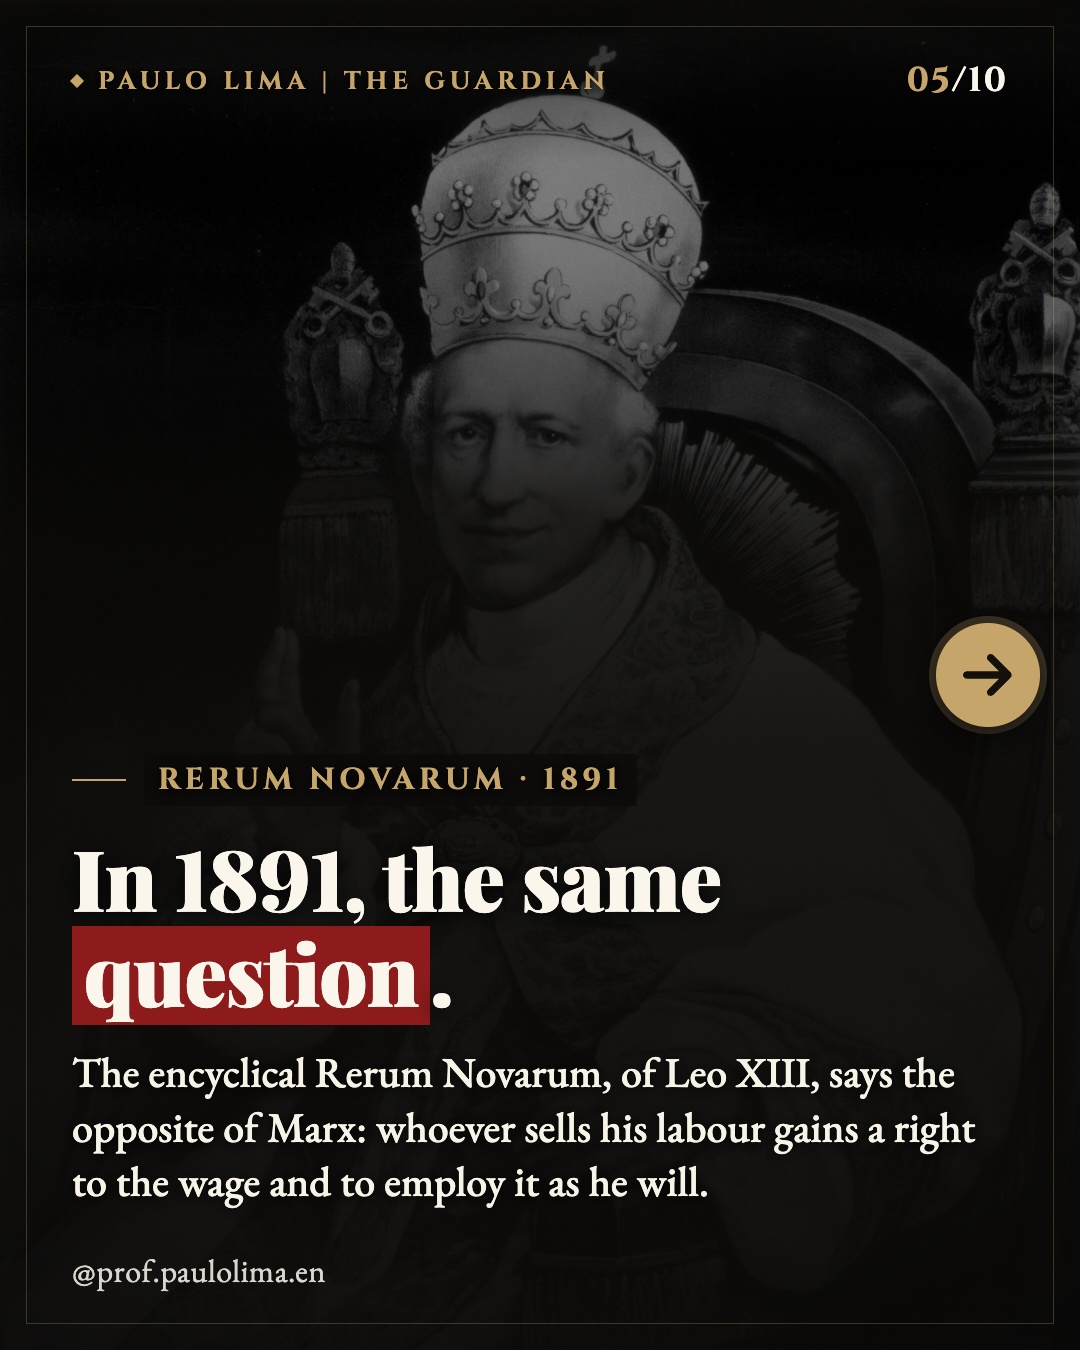 PAULO LIMA | THE GUARDIAN
05/10
RERUM NOVARUM · 1891
In 1891, the same
question.
The encyclical Rerum Novarum, of Leo XIII, says the
opposite of Marx: whoever sells his labour gains a right
to the wage and to employ it as he will.
@prof.paulolima.en